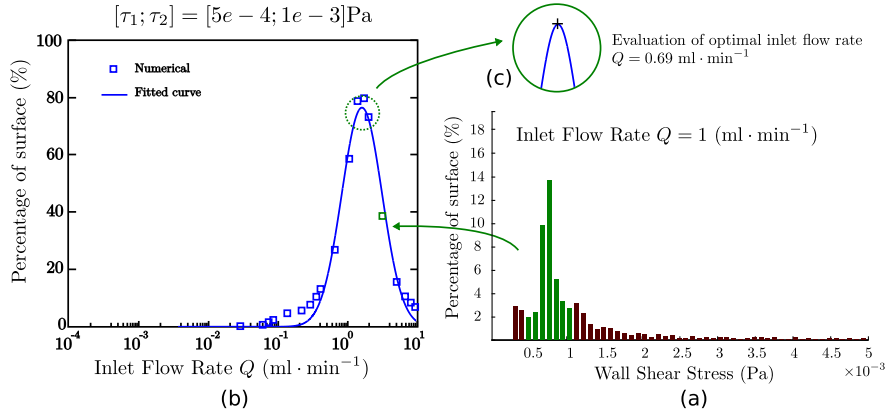 [τ₁; τ₂] = [5e − 4; 1e − 3]Pa
Percentage of surface (%)
100
80
60
40
20
0
Numerical
Fitted curve
10⁻⁴
10⁻³
10⁻²
10⁻¹
10⁰
10¹
Inlet Flow Rate Q (ml · min⁻¹)
(b)
(c)
Evaluation of optimal inlet flow rate
Q = 0.69 ml · min⁻¹
Inlet Flow Rate Q = 1 (ml · min⁻¹)
Percentage of surface (%)
18
16
14
12
10
8
6
4
2
0.5
1
1.5
2
2.5
3
3.5
4
4.5
5
×10⁻³
Wall Shear Stress (Pa)
(a)